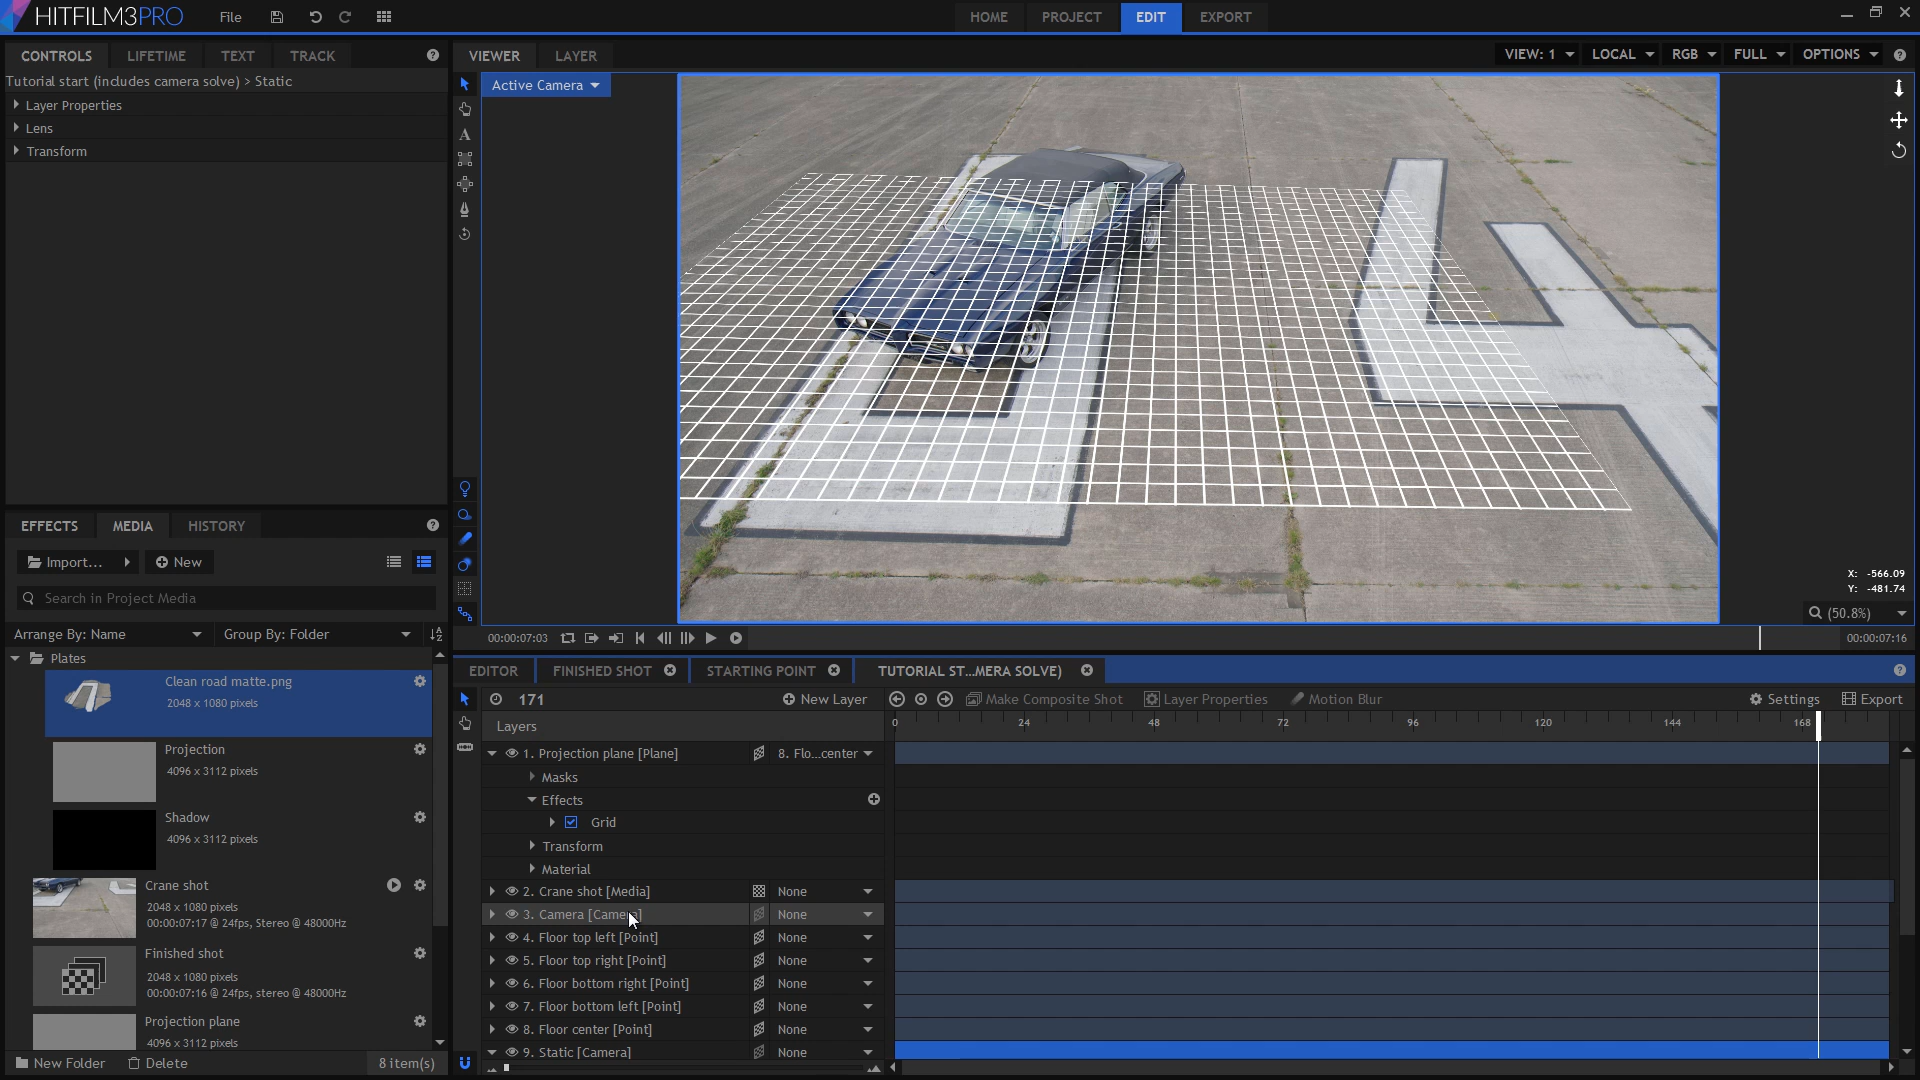 HITFILM3PRO
File
HOME
PROJECT
EDIT
EXPORT
CONTROLS
LIFETIME
TEXT
TRACK
Tutorial start (includes camera solve) > Static
Layer Properties
Lens
Transform
VIEWER
LAYER
VIEW: 1
LOCAL
RGB
FULL
OPTIONS
Active Camera
X: -566.09
Y: -481.74
(50.8%)
00:00:07:03
00:00:07:16
EFFECTS
MEDIA
HISTORY
Import...
New
Search in Project Media
Arrange By: Name
Group By: Folder
Plates
Clean road matte.png
2048 x 1080 pixels
Projection
4096 x 3112 pixels
Shadow
4096 x 3112 pixels
Crane shot
2048 x 1080 pixels
00:00:07:17 @ 24fps, Stereo @ 48000Hz
Finished shot
2048 x 1080 pixels
00:00:07:16 @ 24fps, stereo @ 48000Hz
Projection plane
4096 x 3112 pixels
New Folder
Delete
8 item(s)
EDITOR
FINISHED SHOT
STARTING POINT
TUTORIAL ST...MERA SOLVE)
171
New Layer
Make Composite Shot
Layer Properties
Motion Blur
Settings
Export
Layers
0 24 48 72 96 120 144 168
1. Projection plane [Plane] 8. Flo...center
Masks
Effects
Grid
Transform
Material
2. Crane shot [Media] None
3. Camera [Camera] None
4. Floor top left [Point] None
5. Floor top right [Point] None
6. Floor bottom right [Point] None
7. Floor bottom left [Point] None
8. Floor center [Point] None
9. Static [Camera] None